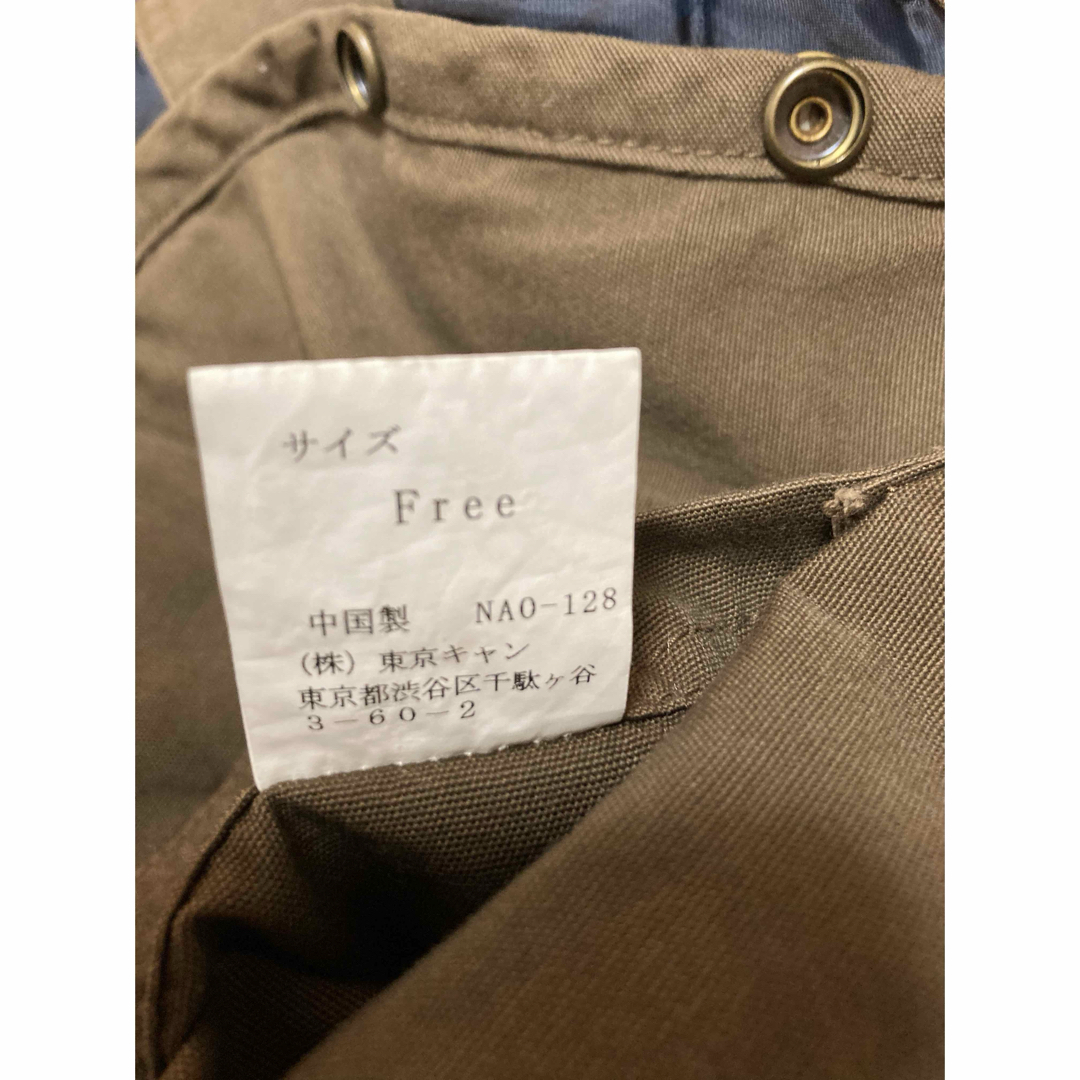 サイズ
Free
中国製 NAO-128
(株) 東京キャン
東京都渋谷区千駄ヶ谷
3-60-2